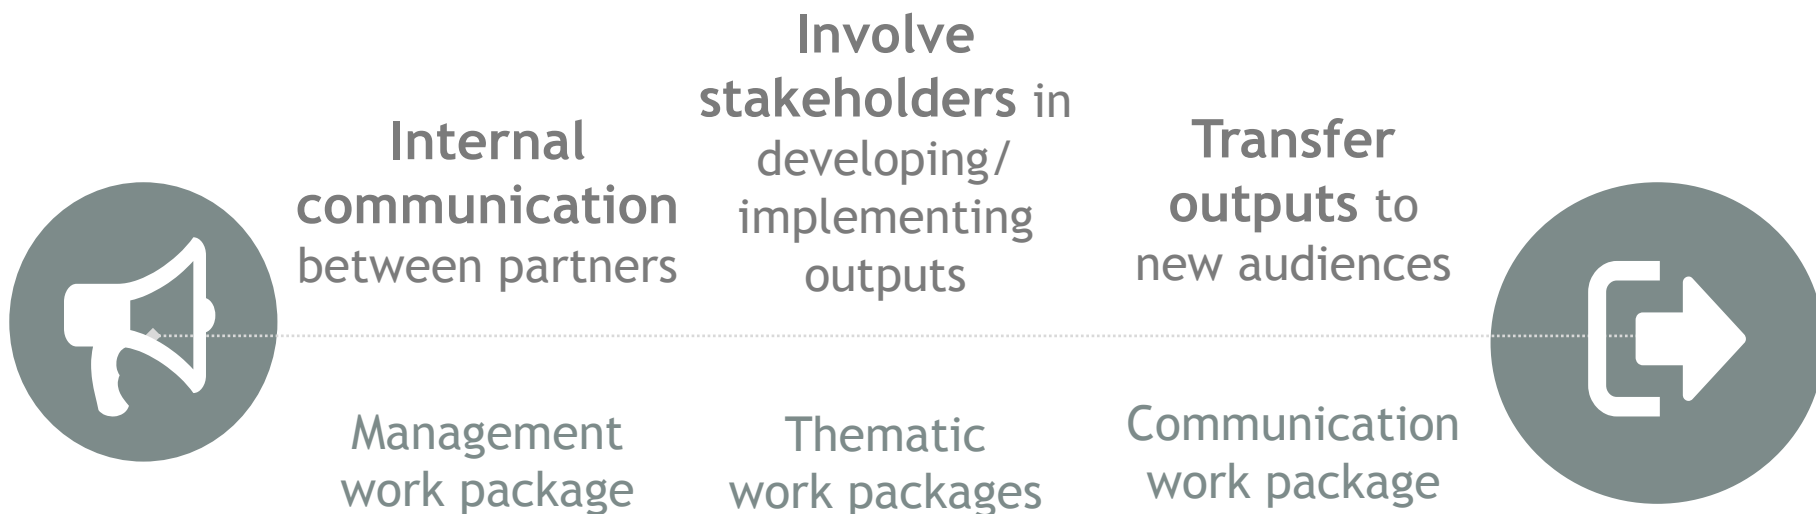 Internal
communication
between partners
Involve
stakeholders in
developing/
implementing
outputs
Transfer
outputs to
new audiences
Management
work package
Thematic
work packages
Communication
work package